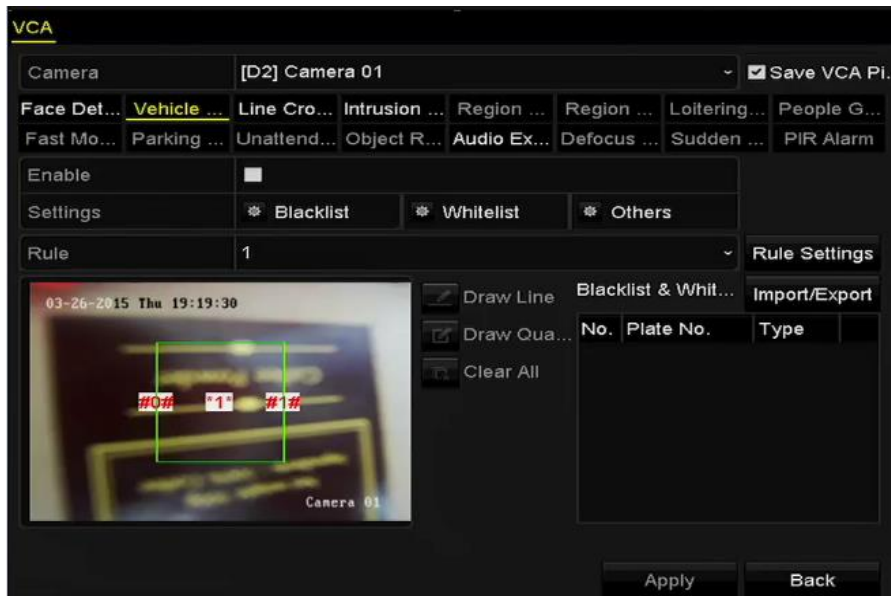 VCA
Camera [D2] Camera 01 Save VCA Pi.
Face Det... Vehicle ... Line Cro... Intrusion ... Region ... Region ... Loitering... People G...
Fast Mo... Parking ... Unattend... Object R... Audio Ex... Defocus ... Sudden ... PIR Alarm
Enable
Settings Blacklist Whitelist Others
Rule 1 Rule Settings
03-26-2015 Thu 19:19:30
#0# *1* #1#
Camera 01
Draw Line
Draw Qua...
Clear All
Blacklist & Whit... Import/Export
No. Plate No. Type
Apply Back